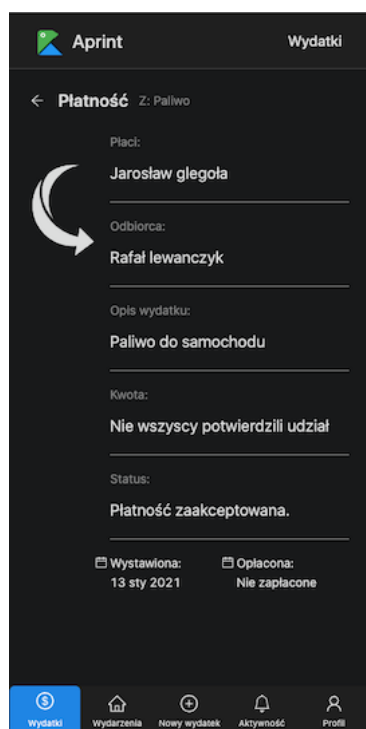 Aprint Wydatki
← Płatność Z: Paliwo
Płaci:
Jarosław glegoła
Odbiorca:
Rafał lewanczyk
Opis wydatku:
Paliwo do samochodu
Kwota:
Nie wszyscy potwierdzili udział
Status:
Płatność zaakceptowana.
Wystawiona: Opłacona:
13 sty 2021 Nie zapłacone
Wydatki Wydarzenia Nowy wydatek Aktywność Profil